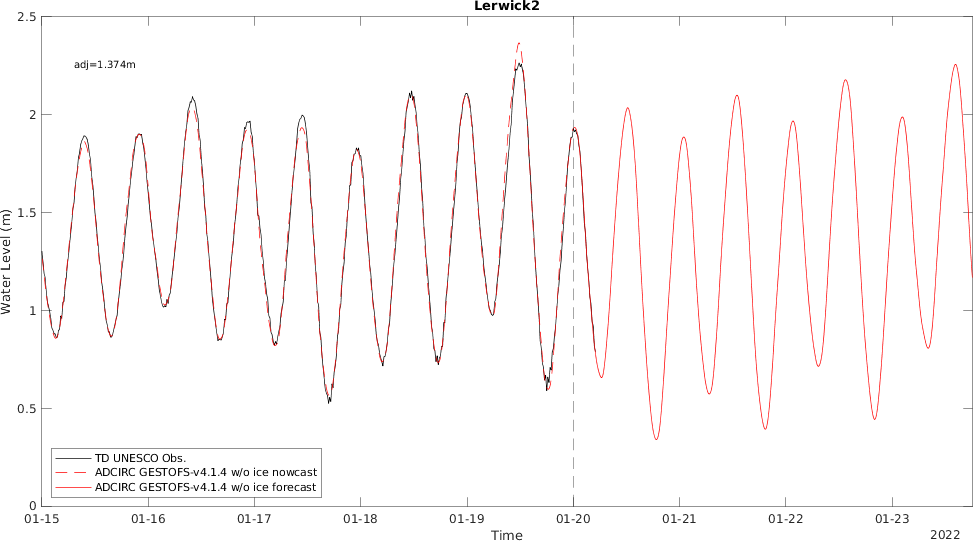 Lerwick2
2.5
adj=1.374m
2
1.5
Water Level (m)
1
0.5
TD UNESCO Obs.
ADCIRC GESTOFS-v4.1.4 w/o ice nowcast
ADCIRC GESTOFS-v4.1.4 w/o ice forecast
0
01-15 01-16 01-17 01-18 01-19 01-20 01-21 01-22 01-23
Time
2022